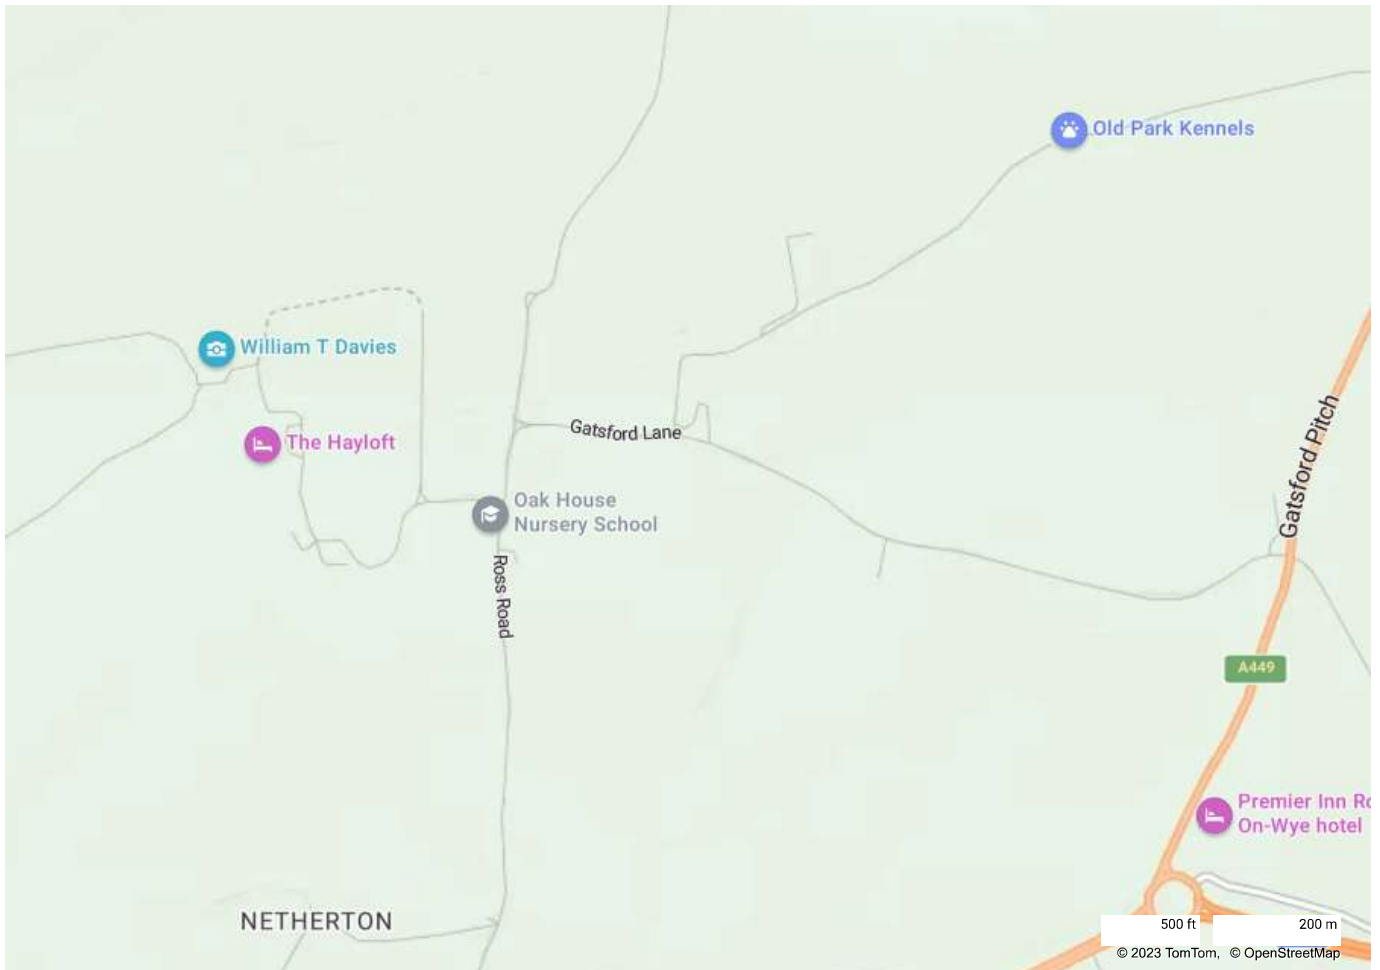 Old Park Kennels
William T Davies
Gatsford Lane
The Hayloft
Gatsford Pitch
Oak House
Nursery School
Ross Road
A449
Premier Inn Ro
On-Wye hotel
NETHERTON
500 ft 200 m
© 2023 TomTom, © OpenStreetMap